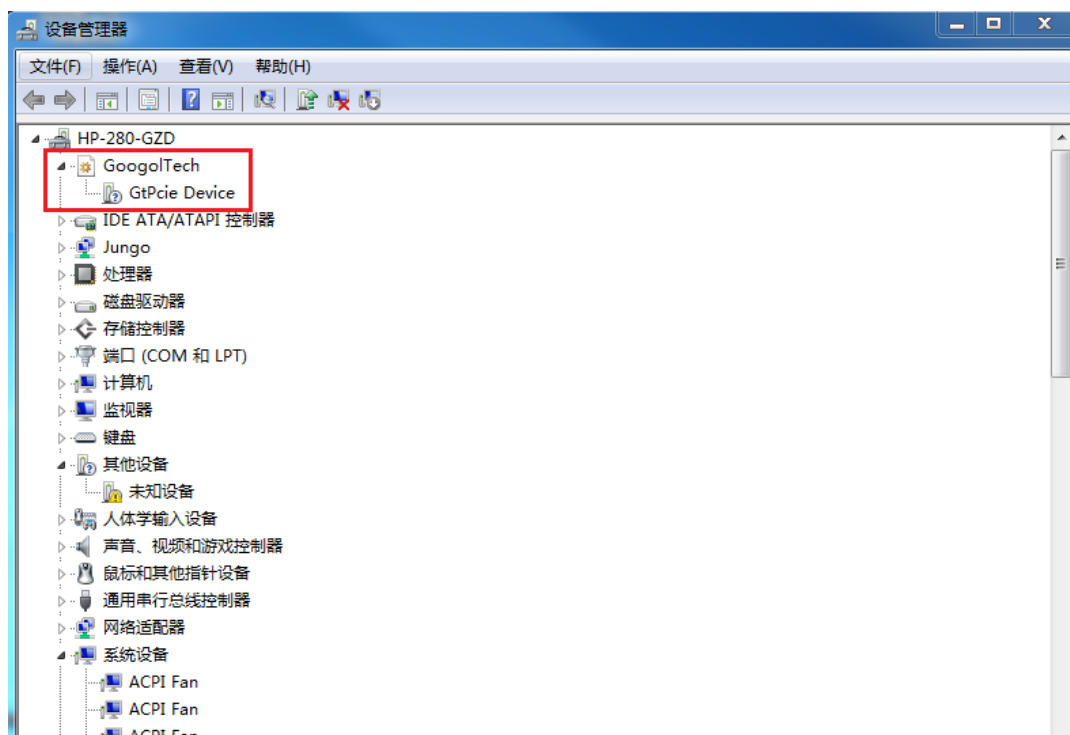 设备管理器
文件(F) 操作(A) 查看(V) 帮助(H)
HP-280-GZD
GoogolTech
GtPcie Device
IDE ATA/ATAPI 控制器
Jungo
处理器
磁盘驱动器
存储控制器
端口 (COM 和 LPT)
计算机
监视器
键盘
其他设备
未知设备
人体学输入设备
声音、视频和游戏控制器
鼠标和其他指针设备
通用串行总线控制器
网络适配器
系统设备
ACPI Fan
ACPI Fan
ACPI Fan